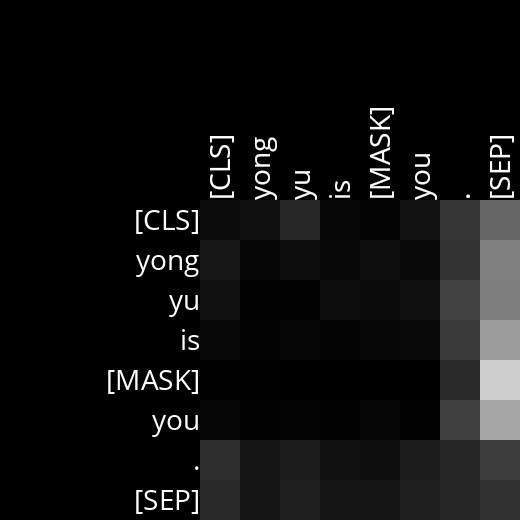 [CLS] yong yu is [MASK] you . [SEP]
[CLS]
yong
yu
is
[MASK]
you
.
[SEP]